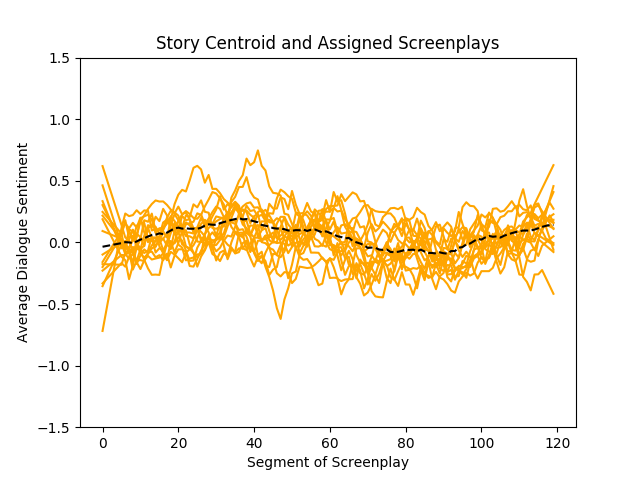 Story Centroid and Assigned Screenplays
1.5
1.0
0.5
0.0
−0.5
−1.0
−1.5
Average Dialogue Sentiment
0 20 40 60 80 100 120
Segment of Screenplay